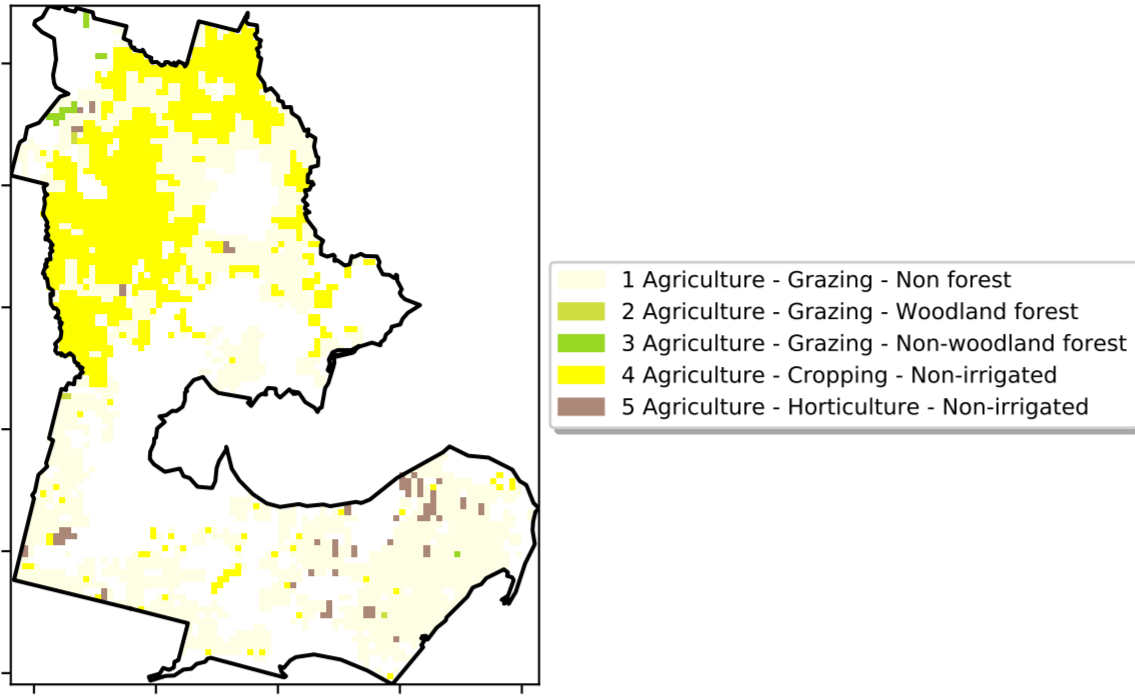 1 Agriculture - Grazing - Non forest
2 Agriculture - Grazing - Woodland forest
3 Agriculture - Grazing - Non-woodland forest
4 Agriculture - Cropping - Non-irrigated
5 Agriculture - Horticulture - Non-irrigated